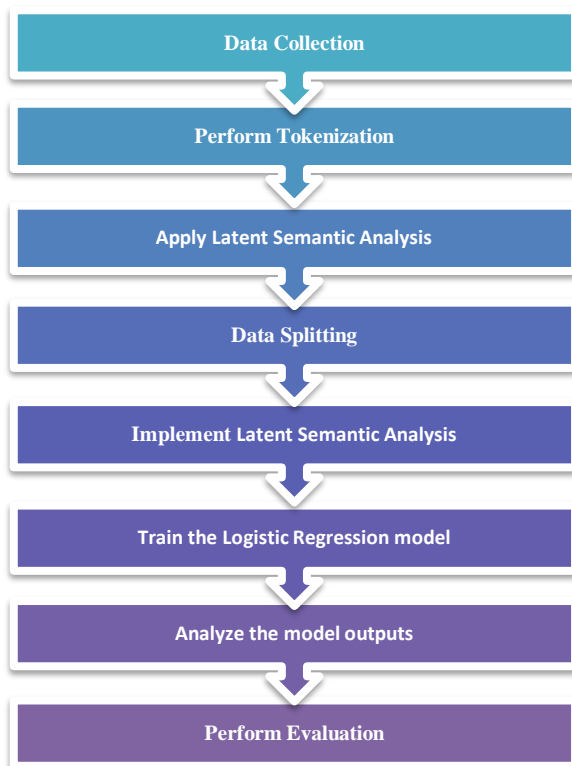 Data Collection
Perform Tokenization
Apply Latent Semantic Analysis
Data Splitting
Implement Latent Semantic Analysis
Train the Logistic Regression model
Analyze the model outputs
Perform Evaluation